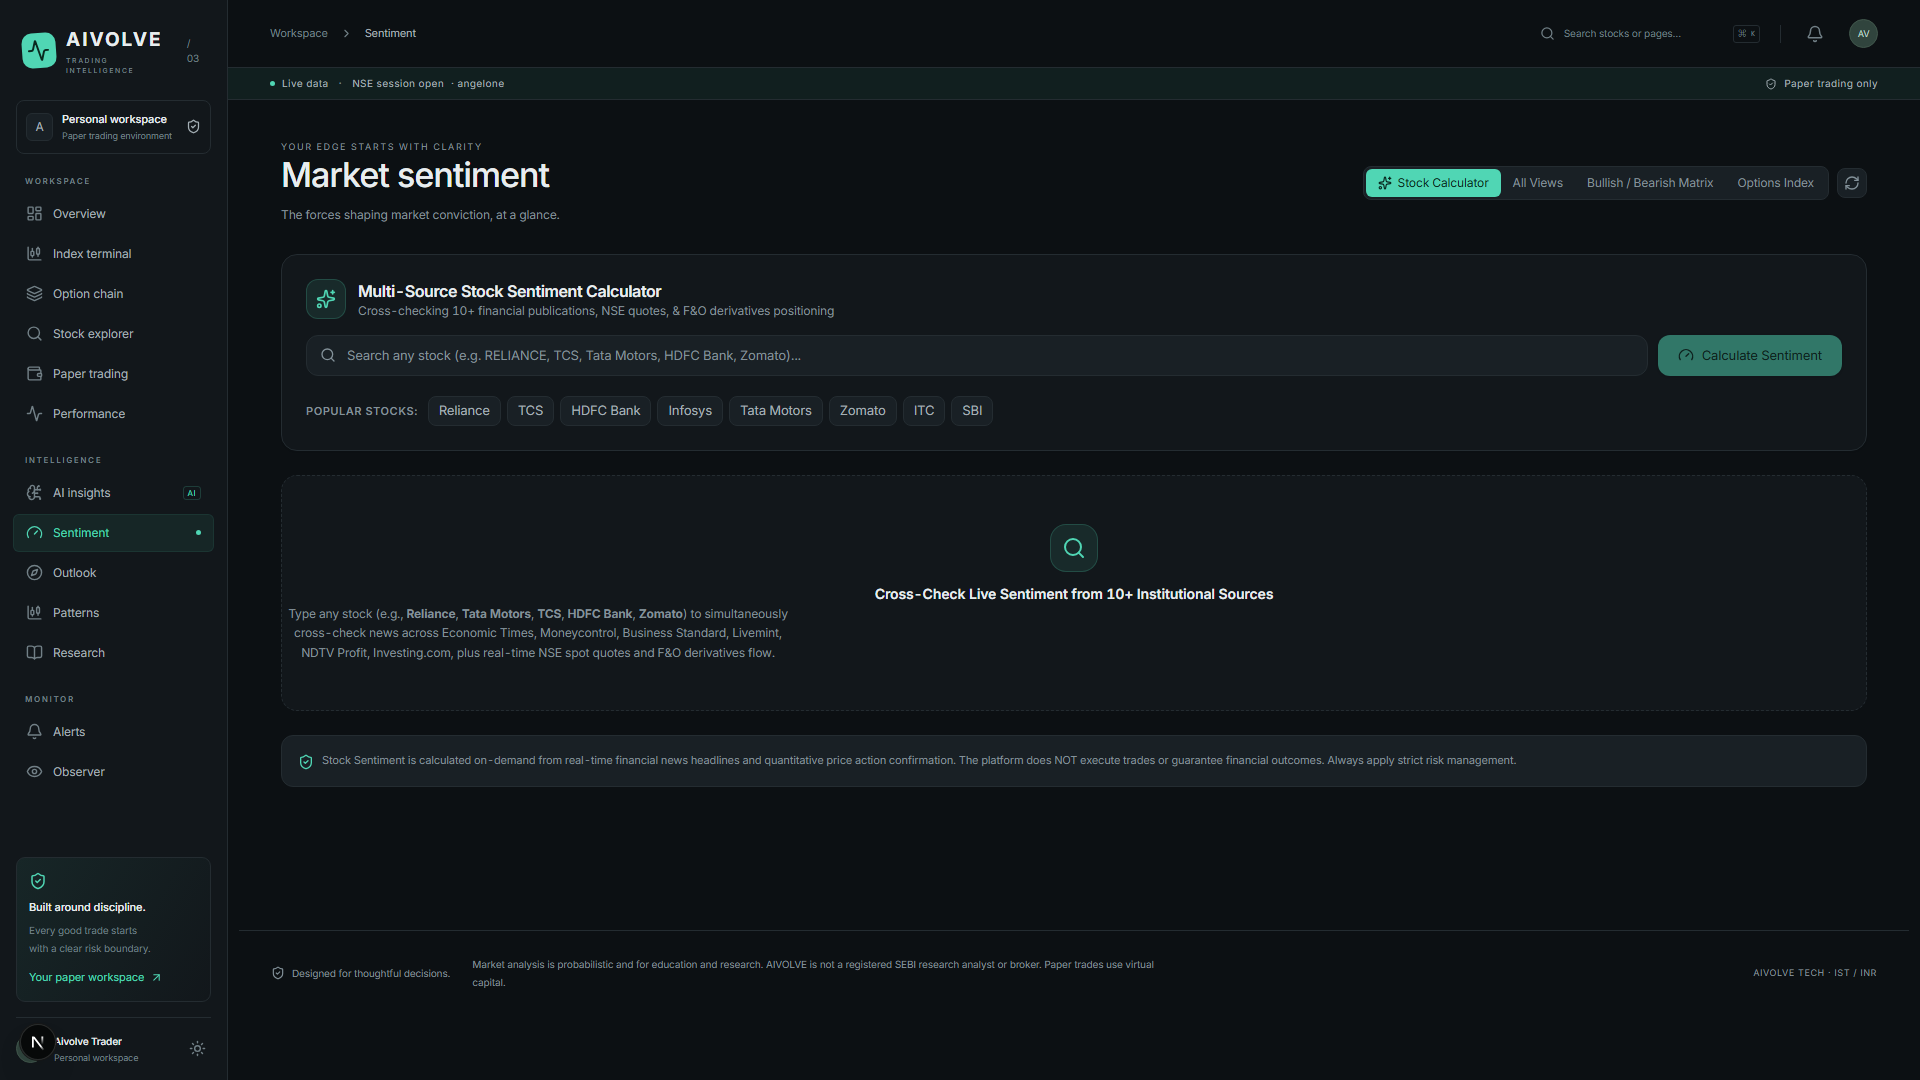 AIVOLVE
TRADING
INTELLIGENCE
/
03
A
Personal workspace
Paper trading environment
WORKSPACE
Overview
Index terminal
Option chain
Stock explorer
Paper trading
Performance
INTELLIGENCE
AI insights
AI
Sentiment
Outlook
Patterns
Research
MONITOR
Alerts
Observer
Built around discipline.
Every good trade starts
with a clear risk boundary.
Your paper workspace
N
Aivolve Trader
Personal workspace
Workspace > Sentiment
Search stocks or pages...
⌘ K
AV
Live data · NSE session open · angelone
Paper trading only
YOUR EDGE STARTS WITH CLARITY
Market sentiment
The forces shaping market conviction, at a glance.
Stock Calculator
All Views
Bullish / Bearish Matrix
Options Index
Multi-Source Stock Sentiment Calculator
Cross-checking 10+ financial publications, NSE quotes, & F&O derivatives positioning
Search any stock (e.g. RELIANCE, TCS, Tata Motors, HDFC Bank, Zomato)...
Calculate Sentiment
POPULAR STOCKS: Reliance TCS HDFC Bank Infosys Tata Motors Zomato ITC SBI
Cross-Check Live Sentiment from 10+ Institutional Sources
Type any stock (e.g., Reliance, Tata Motors, TCS, HDFC Bank, Zomato) to simultaneously
cross-check news across Economic Times, Moneycontrol, Business Standard, Livemint,
NDTV Profit, Investing.com, plus real-time NSE spot quotes and F&O derivatives flow.
Stock Sentiment is calculated on-demand from real-time financial news headlines and quantitative price action confirmation. The platform does NOT execute trades or guarantee financial outcomes. Always apply strict risk management.
Designed for thoughtful decisions.
Market analysis is probabilistic and for education and research. AIVOLVE is not a registered SEBI research analyst or broker. Paper trades use virtual
capital.
AIVOLVE TECH · IST / INR